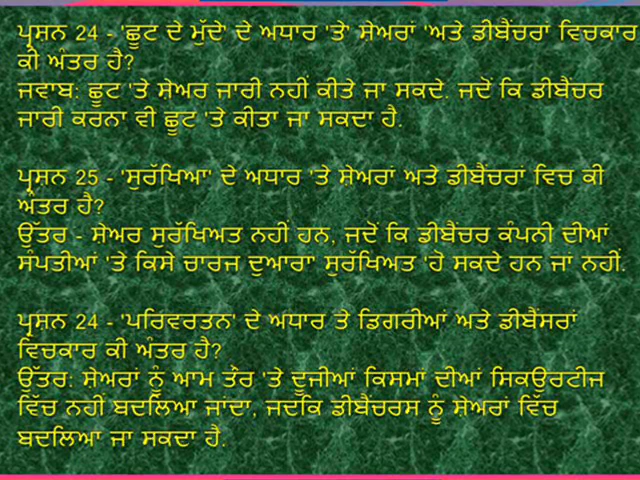 ਪ੍ਰਸ਼ਨ 24 - 'ਛੂਟ ਦੇ ਮੁੱਦੇ' ਦੇ ਅਧਾਰ 'ਤੇ' ਸ਼ੇਅਰਾਂ 'ਅਤੇ ਡੀਬੈਂਚਰਾਂ ਵਿਚਕਾਰ
ਕੀ ਅੰਤਰ ਹੈ?
ਜਵਾਬ: ਛੂਟ 'ਤੇ ਸ਼ੇਅਰ ਜਾਰੀ ਨਹੀਂ ਕੀਤੇ ਜਾ ਸਕਦੇ. ਜਦੋਂ ਕਿ ਡੀਬੈਂਚਰ
ਜਾਰੀ ਕਰਨਾ ਵੀ ਛੂਟ 'ਤੇ ਕੀਤਾ ਜਾ ਸਕਦਾ ਹੈ.
ਪ੍ਰਸ਼ਨ 25 - 'ਸੁਰੱਖਿਆ' ਦੇ ਅਧਾਰ 'ਤੇ ਸ਼ੇਅਰਾਂ ਅਤੇ ਡੀਬੈਂਚਰਾਂ ਵਿਚ ਕੀ
ਅੰਤਰ ਹੈ?
ਉੱਤਰ - ਸ਼ੇਅਰ ਸੁਰੱਖਿਅਤ ਨਹੀਂ ਹਨ, ਜਦੋਂ ਕਿ ਡੀਬੈਂਚਰ ਕੰਪਨੀ ਦੀਆਂ
ਸੰਪਤੀਆਂ 'ਤੇ ਕਿਸੇ ਚਾਰਜ ਦੁਆਰਾ' ਸੁਰੱਖਿਅਤ 'ਹੋ ਸਕਦੇ ਹਨ ਜਾਂ ਨਹੀਂ.
ਪ੍ਰਸ਼ਨ 24 - 'ਪਰਿਵਰਤਨ' ਦੇ ਅਧਾਰ ਤੇ ਡਿਗਰੀਆਂ ਅਤੇ ਡੀਬੈਂਸਰਾਂ
ਵਿਚਕਾਰ ਕੀ ਅੰਤਰ ਹੈ?
ਉੱਤਰ: ਸ਼ੇਅਰਾਂ ਨੂੰ ਆਮ ਤੌਰ 'ਤੇ ਦੂਜੀਆਂ ਕਿਸਮਾਂ ਦੀਆਂ ਸਿਕਉਰਟੀਜ
ਵਿੱਚ ਨਹੀਂ ਬਦਲਿਆ ਜਾਂਦਾ, ਜਦਕਿ ਡੀਬੈਂਚਰਸ ਨੂੰ ਸ਼ੇਅਰਾਂ ਵਿੱਚ
ਬਦਲਿਆ ਜਾ ਸਕਦਾ ਹੈ.